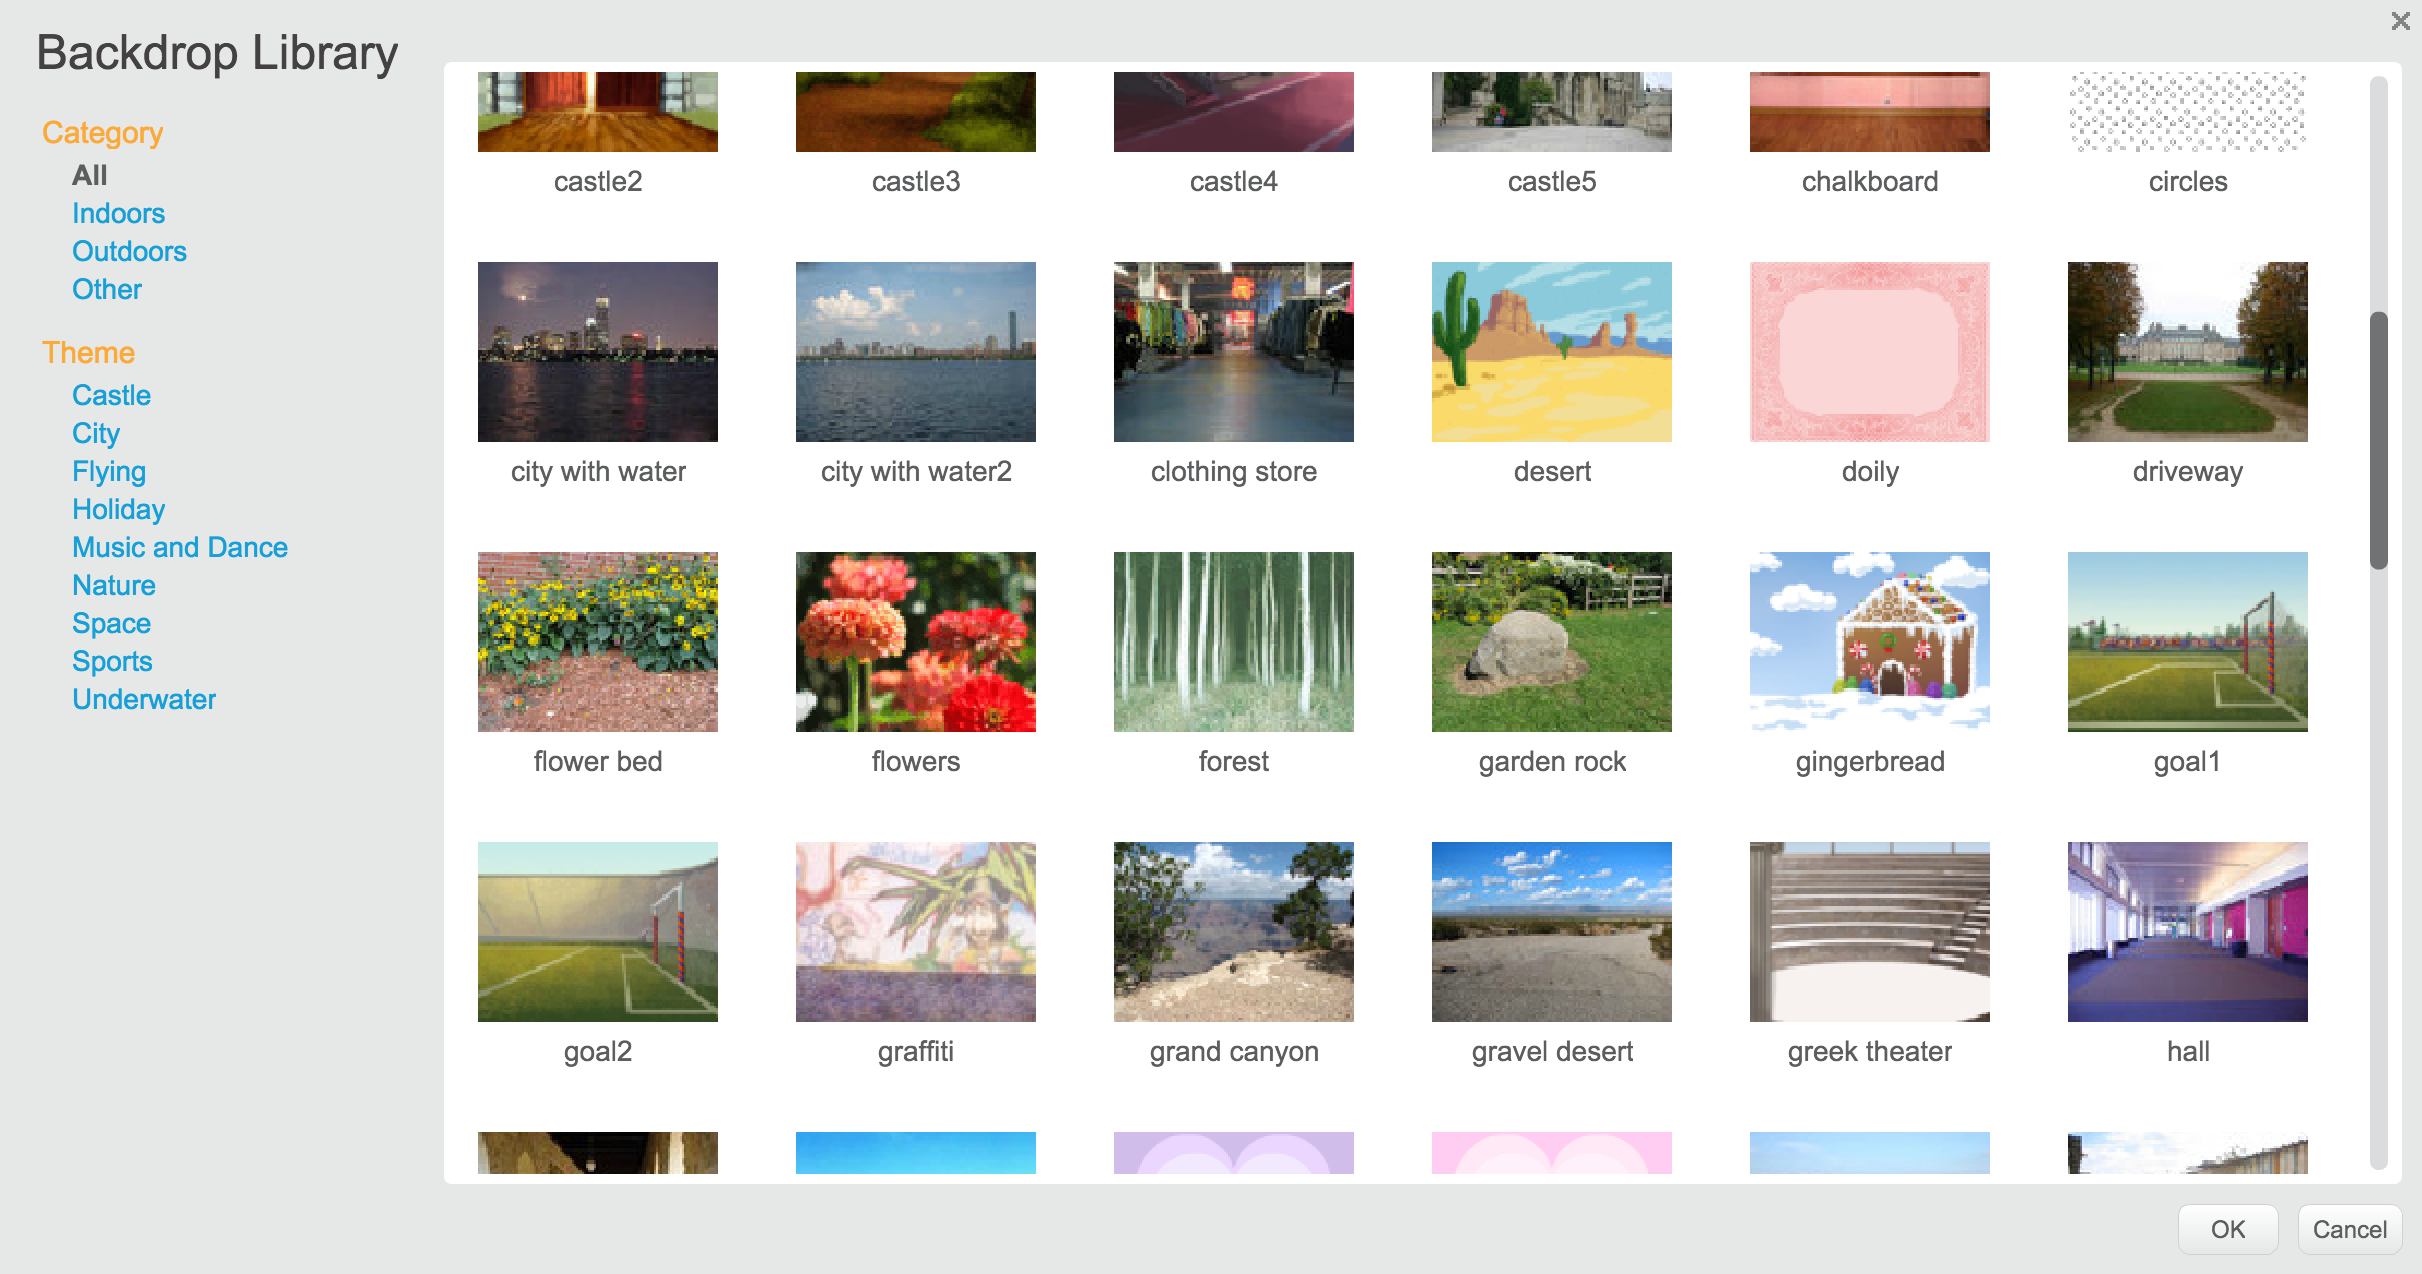 Backdrop Library
Category
All
Indoors
Outdoors
Other
Theme
Castle
City
Flying
Holiday
Music and Dance
Nature
Space
Sports
Underwater
castle2 castle3 castle4 castle5 chalkboard circles
city with water city with water2 clothing store desert doily driveway
flower bed flowers forest garden rock gingerbread goal1
goal2 graffiti grand canyon gravel desert greek theater hall
OK Cancel